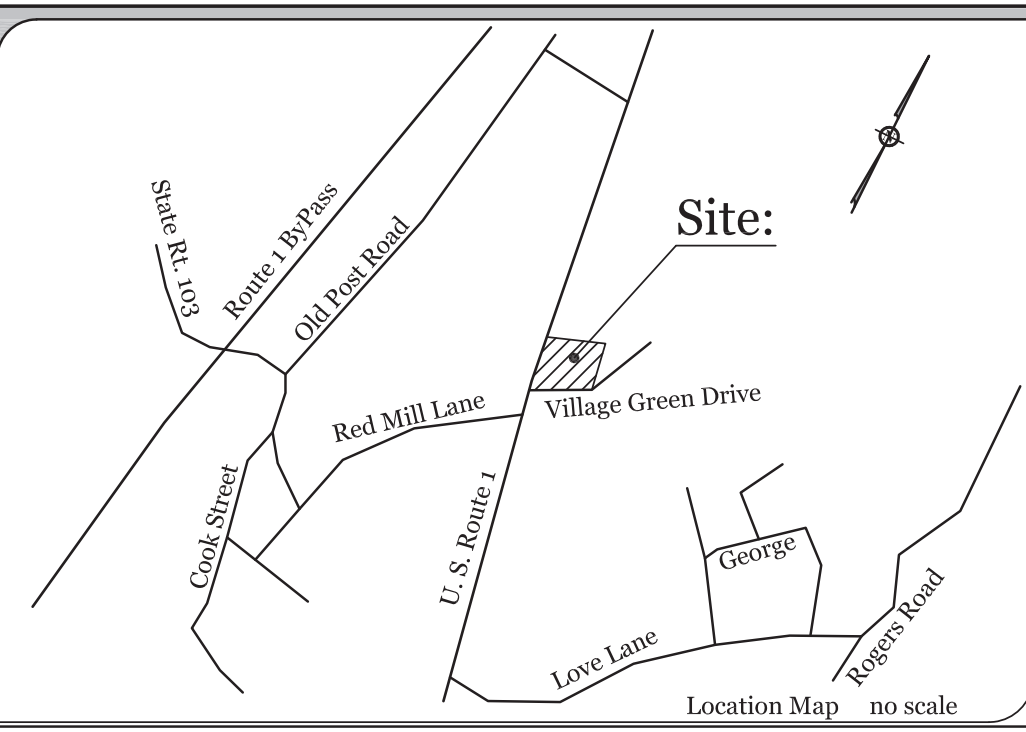 State Rt. 103
Route 1 ByPass
Old Post Road
Site:
Red Mill Lane
Village Green Drive
Cook Street
U. S. Route 1
George
Love Lane
Rogers Road
Location Map no scale